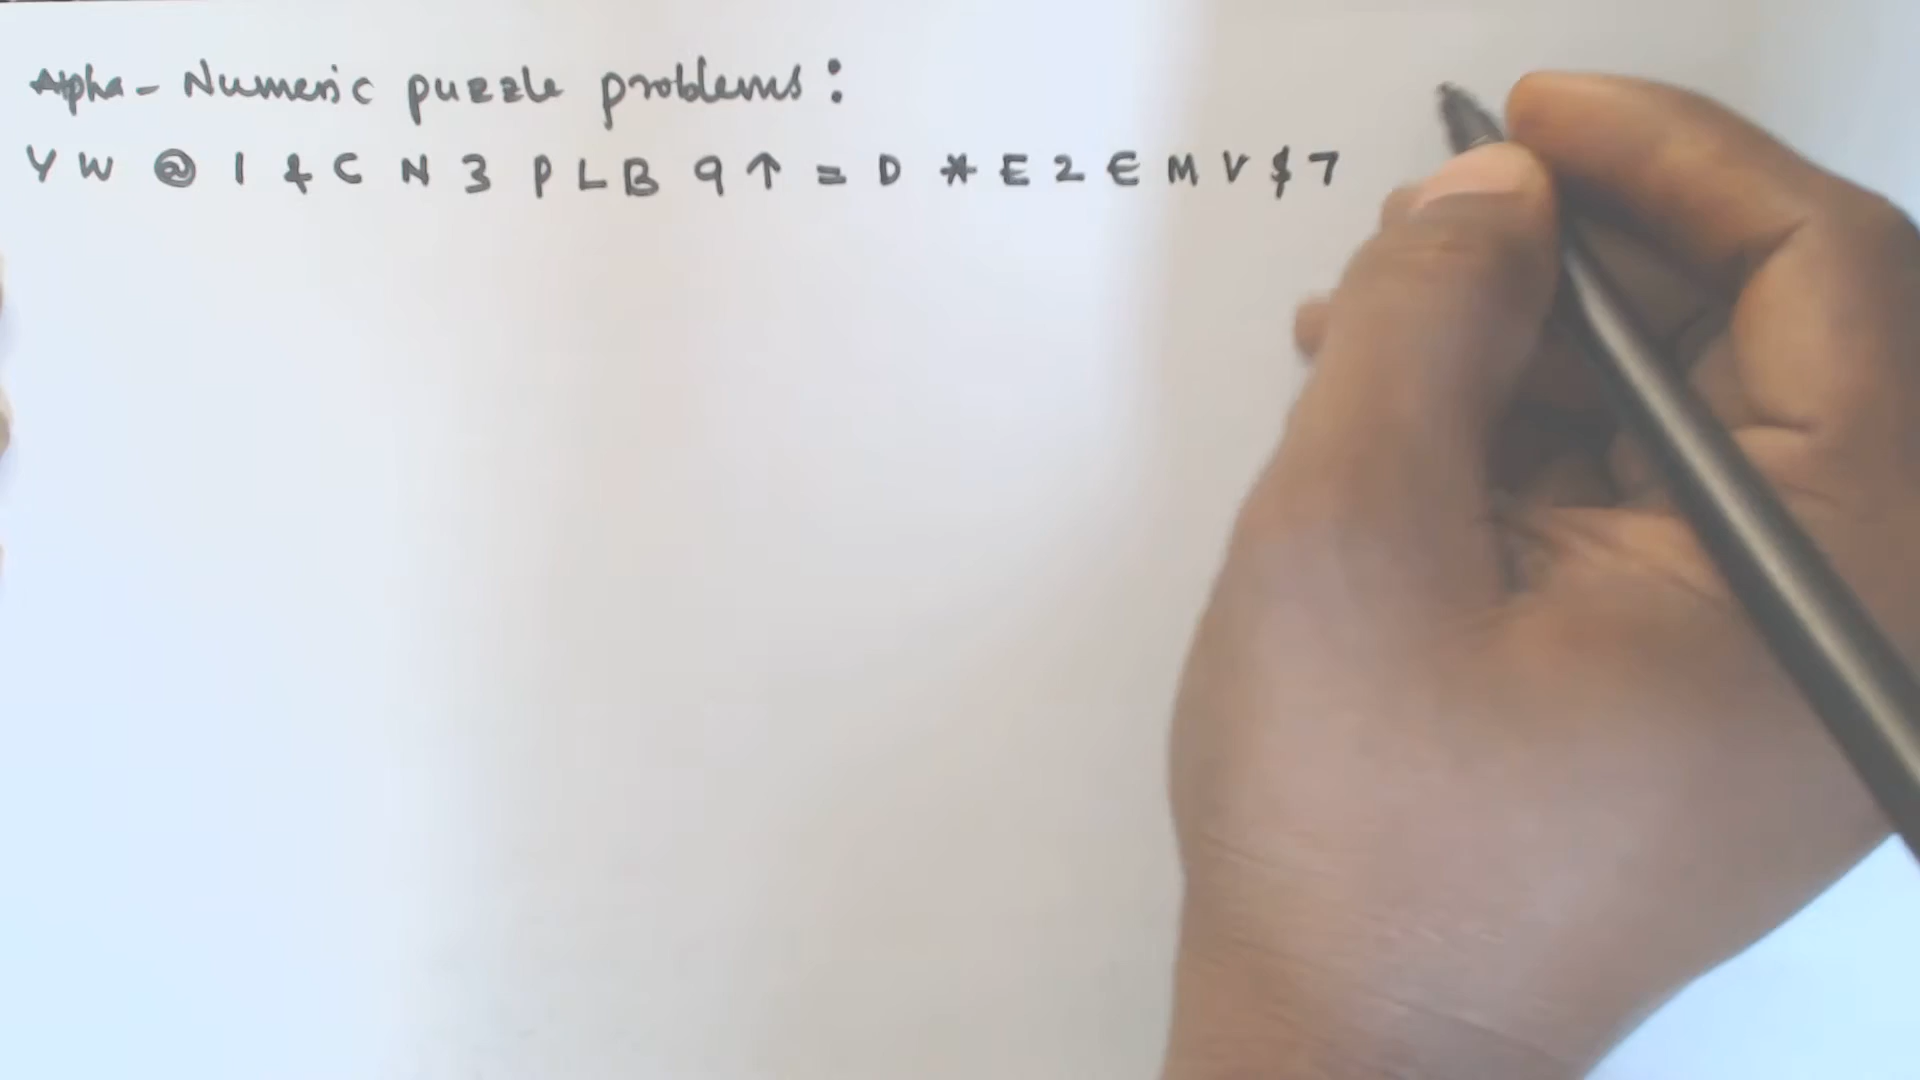 Alpha - Numeric puzzle problems :
Y W @ 1 & C N 3 P L B 9 ↑ = D * E 2 € M V $ 7